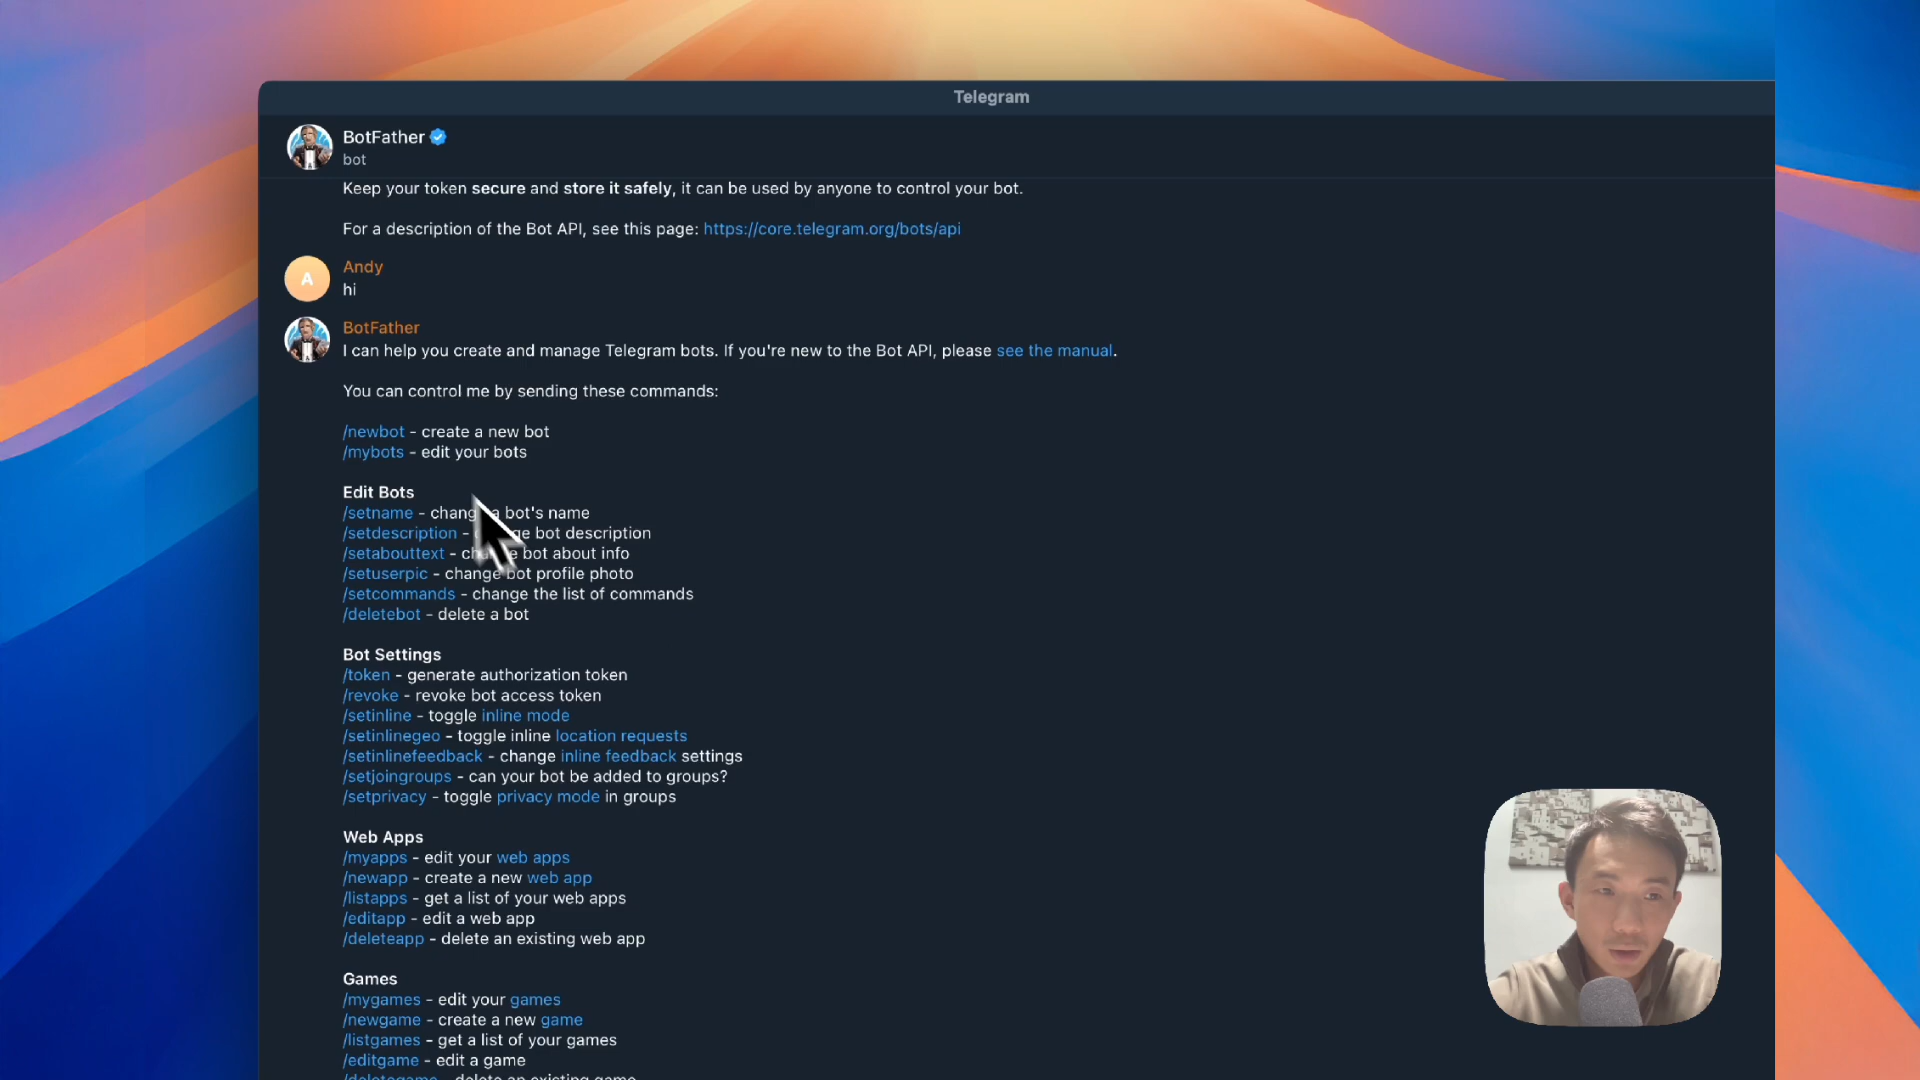 Telegram
BotFather
bot
Keep your token secure and store it safely, it can be used by anyone to control your bot.
For a description of the Bot API, see this page: https://core.telegram.org/bots/api
A
Andy
hi
BotFather
I can help you create and manage Telegram bots. If you're new to the Bot API, please see the manual.
You can control me by sending these commands:
/newbot - create a new bot
/mybots - edit your bots
Edit Bots
/setname - change a bot's name
/setdescription - change bot description
/setabouttext - change bot about info
/setuserpic - change bot profile photo
/setcommands - change the list of commands
/deletebot - delete a bot
Bot Settings
/token - generate authorization token
/revoke - revoke bot access token
/setinline - toggle inline mode
/setinlinegeo - toggle inline location requests
/setinlinefeedback - change inline feedback settings
/setjoingroups - can your bot be added to groups?
/setprivacy - toggle privacy mode in groups
Web Apps
/myapps - edit your web apps
/newapp - create a new web app
/listapps - get a list of your web apps
/editapp - edit a web app
/deleteapp - delete an existing web app
Games
/mygames - edit your games
/newgame - create a new game
/listgames - get a list of your games
/editgame - edit a game
/deletegame - delete an existing game